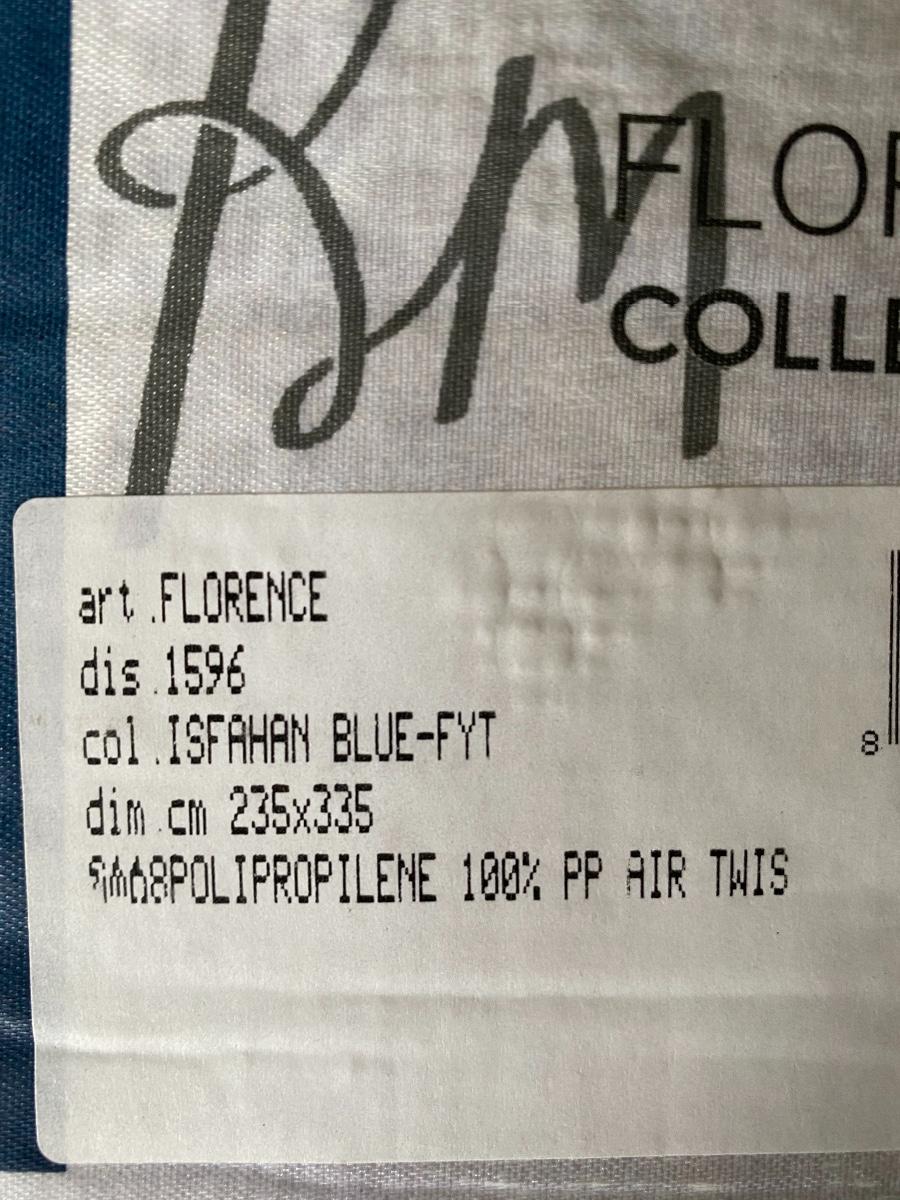 Bm
FLOR
COLLE
art .FLORENCE
dis .1596
col .ISFAHAN BLUE-FYT
dim.cm 235x335
POLIPROPILENE 100% PP AIR TWIS
8